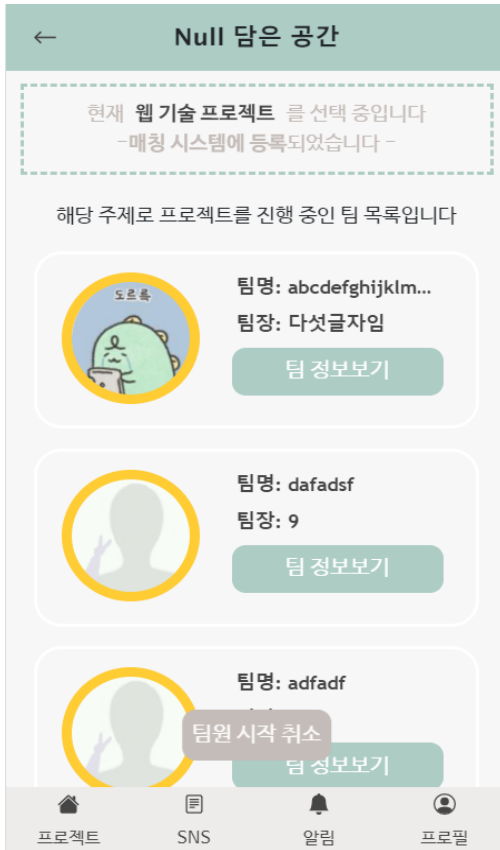 ←
Null 담은 공간
현재 웹 기술 프로젝트 를 선택 중입니다
-매칭 시스템에 등록되었습니다 -
해당 주제로 프로젝트를 진행 중인 팀 목록입니다
도르륵
팀명: abcdefghijklm...
팀장: 다섯글자임
팀 정보보기
팀명: dafadsf
팀장: 9
팀 정보보기
팀명: adfadf
팀원 시작 취소
팀 정보보기
프로젝트 SNS 알림 프로필